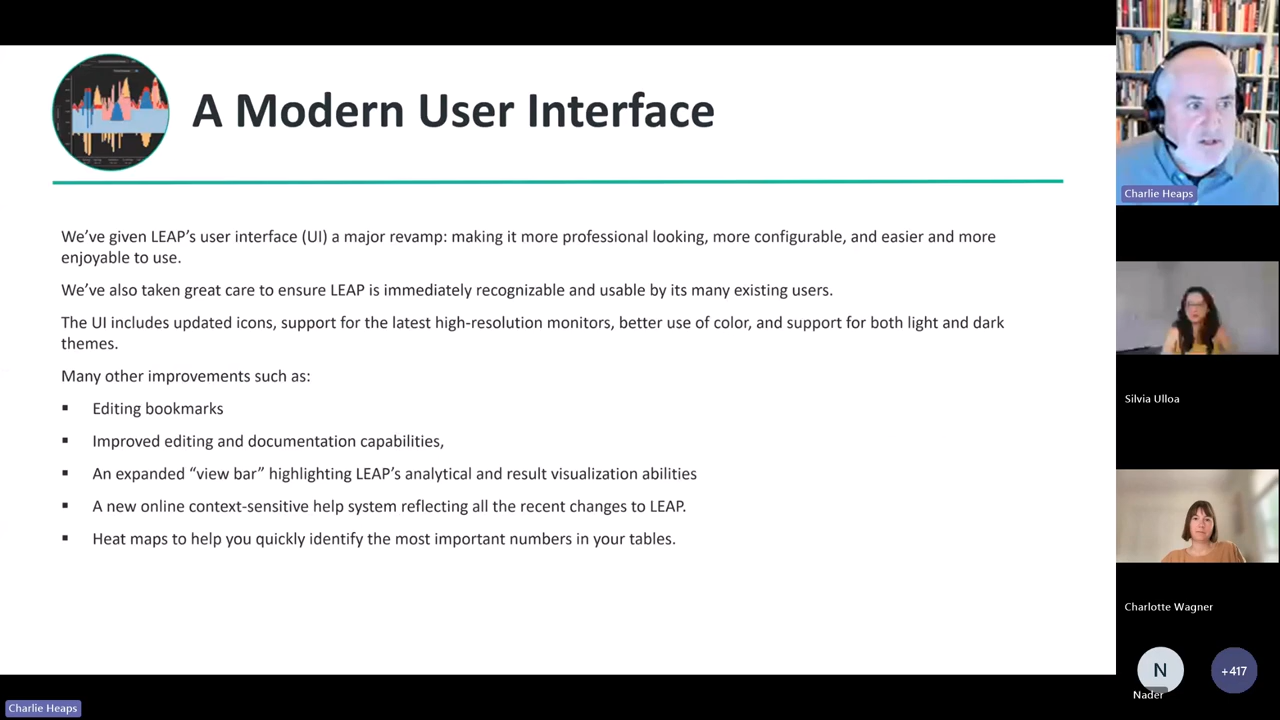 A Modern User Interface
We've given LEAP's user interface (UI) a major revamp: making it more professional looking, more configurable, and easier and more
enjoyable to use.
We've also taken great care to ensure LEAP is immediately recognizable and usable by its many existing users.
The UI includes updated icons, support for the latest high-resolution monitors, better use of color, and support for both light and dark
themes.
Many other improvements such as:
▪ Editing bookmarks
▪ Improved editing and documentation capabilities,
▪ An expanded “view bar” highlighting LEAP's analytical and result visualization abilities
▪ A new online context-sensitive help system reflecting all the recent changes to LEAP.
▪ Heat maps to help you quickly identify the most important numbers in your tables.
Charlie Heaps
Silvia Ulloa
Charlotte Wagner
N
+417
Nader
Charlie Heaps